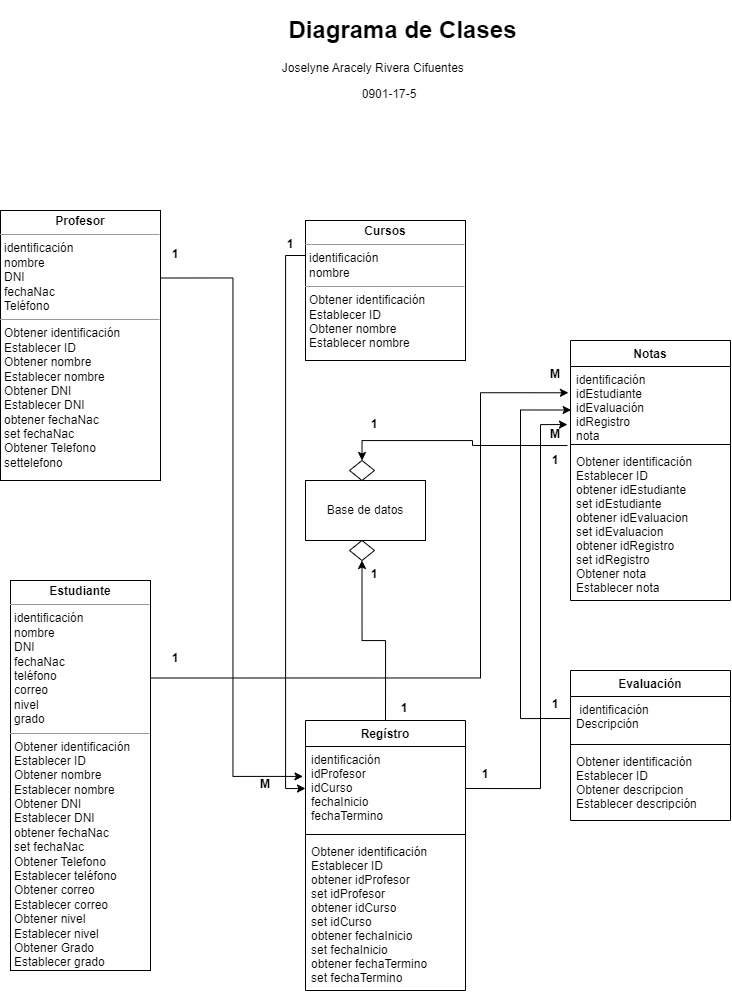 Diagrama de Clases
Joselyne Aracely Rivera Cifuentes
0901-17-5
Profesor
identificación
nombre
DNI
fechaNac
Teléfono
Obtener identificación
Establecer ID
Obtener nombre
Establecer nombre
Obtener DNI
Establecer DNI
obtener fechaNac
set fechaNac
Obtener Telefono
settelefono
1
1
Cursos
identificación
nombre
Obtener identificación
Establecer ID
Obtener nombre
Establecer nombre
M
Notas
identificación
idEstudiante
idEvaluación
idRegistro
nota
M
1
Obtener identificación
Establecer ID
obtener idEstudiante
set idEstudiante
obtener idEvaluacion
set idEvaluacion
obtener idRegistro
set idRegistro
Obtener nota
Establecer nota
1
Base de datos
1
Estudiante
identificación
nombre
DNI
fechaNac
teléfono
correo
nivel
grado
Obtener identificación
Establecer ID
Obtener nombre
Establecer nombre
Obtener DNI
Establecer DNI
obtener fechaNac
set fechaNac
Obtener Telefono
Establecer teléfono
Obtener correo
Establecer correo
Obtener nivel
Establecer nivel
Obtener Grado
Establecer grado
1
1
M
Regístro
identificación
idProfesor
idCurso
fechaInicio
fechaTermino
Obtener identificación
Establecer ID
obtener idProfesor
set idProfesor
obtener idCurso
set idCurso
obtener fechaInicio
set fechaInicio
obtener fechaTermino
set fechaTermino
1
1
Evaluación
identificación
Descripción
Obtener identificación
Establecer ID
Obtener descripcion
Establecer descripción